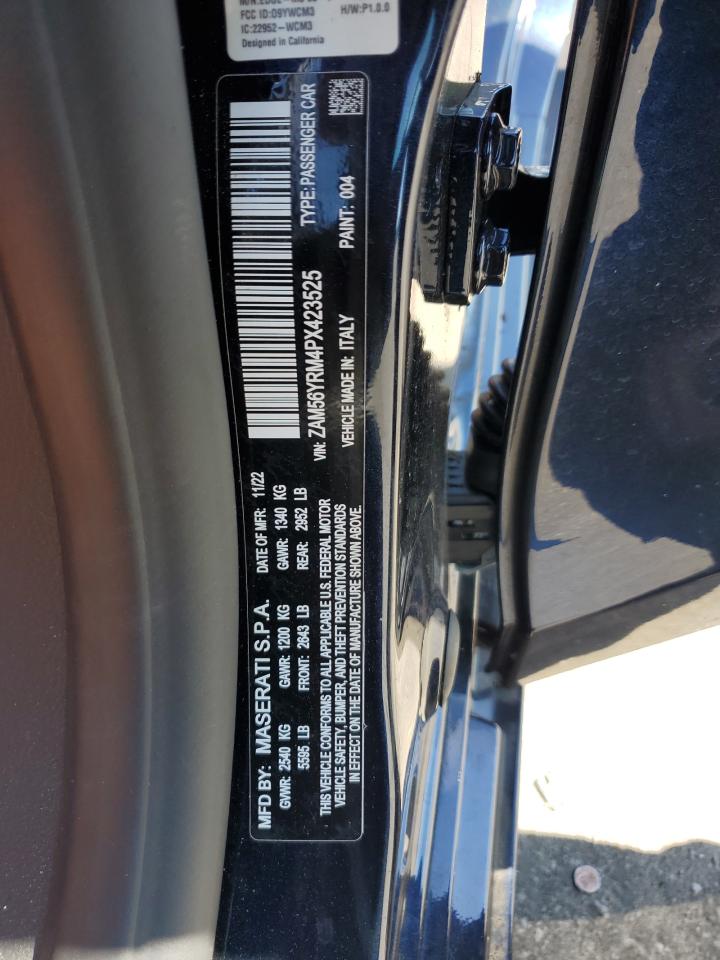 FCC ID:O9YWCM3
IC:22952-WCM3
Designed in California
H/W:P1.0.0
MFD BY: MASERATI S.P.A. DATE OF MFR: 11/22
GVWR: 2540 KG GAWR: 1200 KG GAWR: 1340 KG
5595 LB FRONT: 2643 LB REAR: 2952 LB
THIS VEHICLE CONFORMS TO ALL APPLICABLE U.S. FEDERAL MOTOR
VEHICLE SAFETY, BUMPER, AND THEFT PREVENTION STANDARDS
IN EFFECT ON THE DATE OF MANUFACTURE SHOWN ABOVE.
VIN: ZAM56YRM4PX423525 TYPE: PASSENGER CAR
VEHICLE MADE IN: ITALY PAINT: 004